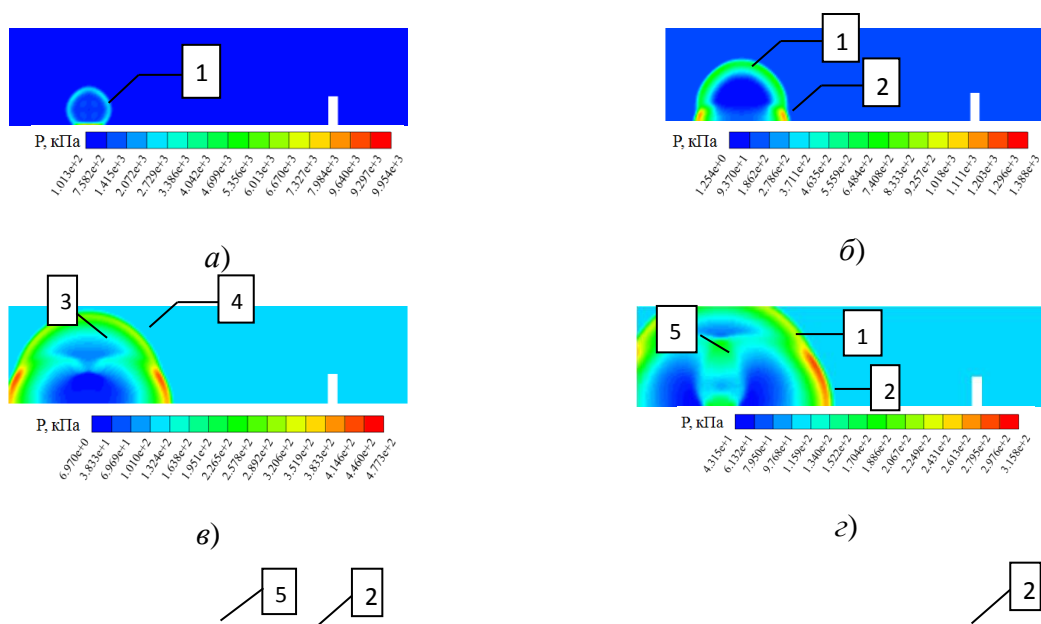 1
P, кПа
1.013e+2
7.582e+2
1.415e+3
2.072e+3
2.729e+3
3.386e+3
4.042e+3
4.699e+3
5.356e+3
6.013e+3
6.670e+3
7.327e+3
7.984e+3
9.640e+3
9.297e+3
9.954e+3
а)
1
2
P, кПа
1.254e+0
9.370e+1
1.862e+2
2.786e+2
3.711e+2
4.635e+2
5.559e+2
6.484e+2
7.408e+2
8.333e+2
9.257e+2
1.018e+3
1.111e+3
1.203e+3
1.296e+3
1.388e+3
б)
3
4
P, кПа
6.970e+0
3.833e+1
6.969e+1
1.010e+2
1.324e+2
1.638e+2
1.951e+2
2.265e+2
2.578e+2
2.892e+2
3.206e+2
3.519e+2
3.833e+2
4.146e+2
4.460e+2
4.773e+2
в)
5
1
2
P, кПа
4.315e+1
6.132e+1
7.950e+1
9.768e+1
1.159e+2
1.340e+2
1.522e+2
1.704e+2
1.886e+2
2.067e+2
2.249e+2
2.431e+2
2.613e+2
2.795e+2
2.976e+2
3.158e+2
г)
5
2
2